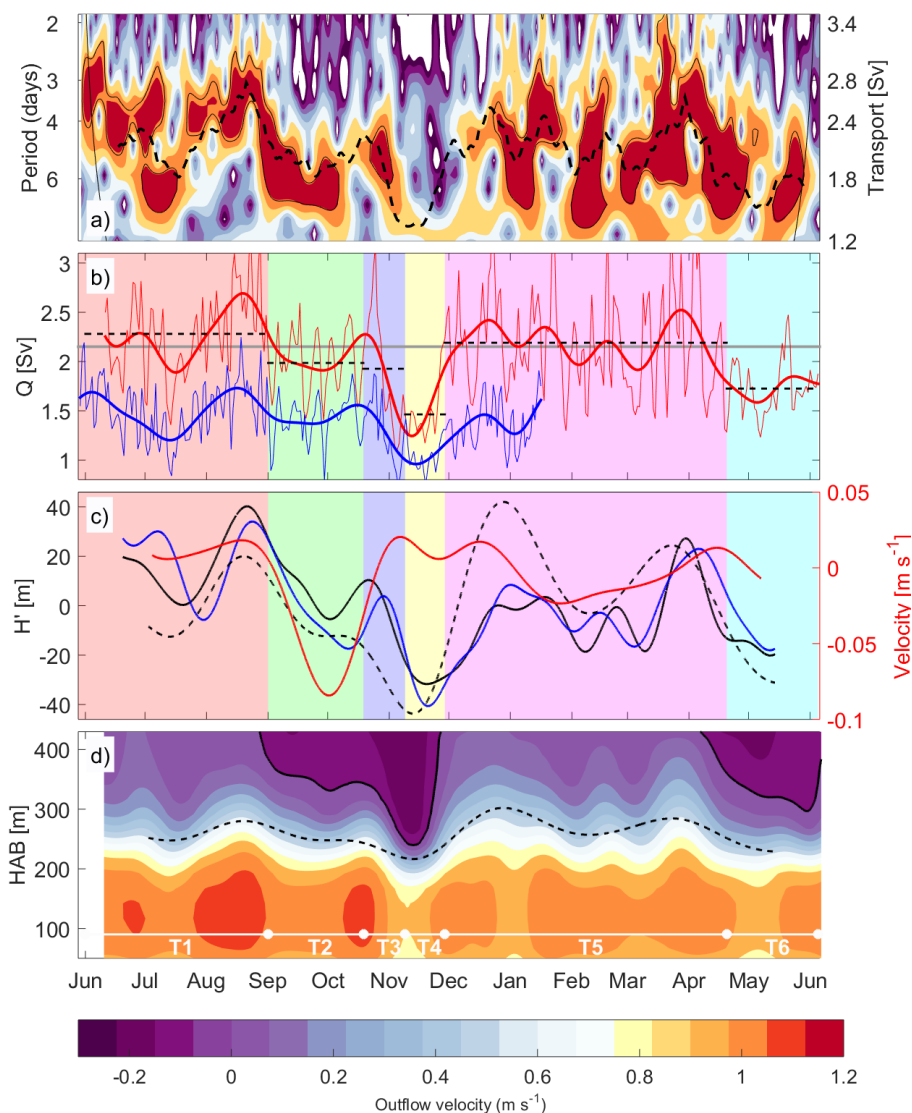 2
3
4
6
Period (days)
3.4
2.8
2.4
1.8
1.2
Transport [Sv]
a)
3
2.5
2
1.5
1
Q [Sv]
b)
40
20
0
-20
-40
H' [m]
0.05
0
-0.05
-0.1
Velocity [m s-1]
c)
400
300
200
100
HAB [m]
d)
T1 T2 T3 T4 T5 T6
Jun Jul Aug Sep Oct Nov Dec Jan Feb Mar Apr May Jun
-0.2 0 0.2 0.4 0.6 0.8 1 1.2
Outflow velocity (m s-1)